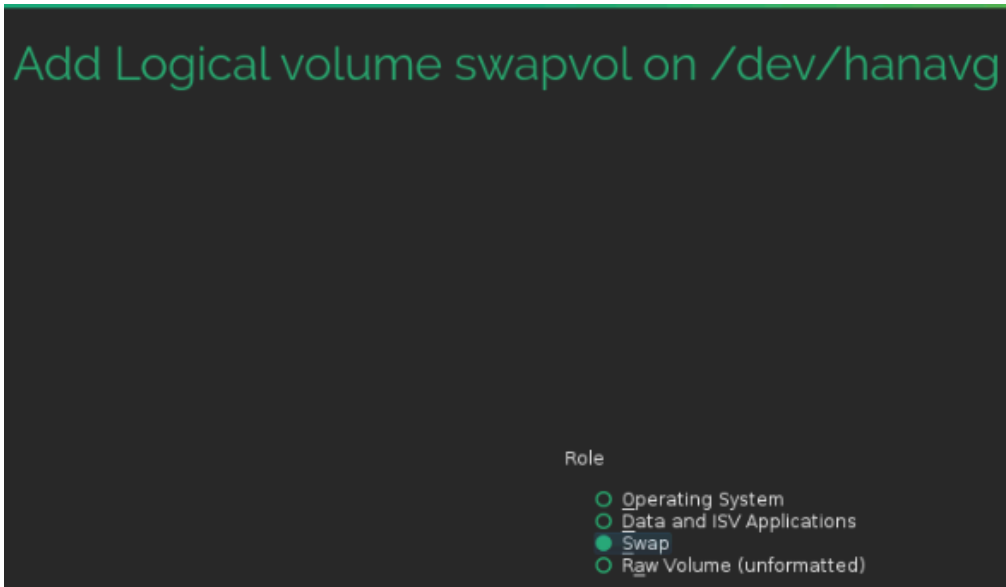 Add Logical volume swapvol on /dev/hanavg
Role
Operating System
Data and ISV Applications
Swap
Raw Volume (unformatted)